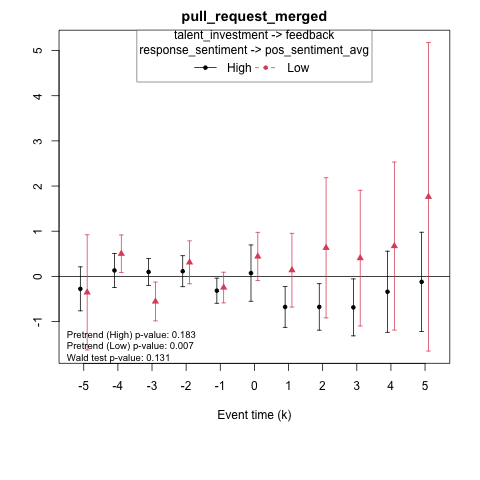 pull_request_merged
talent_investment -> feedback
response_sentiment -> pos_sentiment_avg
High Low
5
4
3
2
1
0
-1
Pretrend (High) p-value: 0.183
Pretrend (Low) p-value: 0.007
Wald test p-value: 0.131
-5 -4 -3 -2 -1 0 1 2 3 4 5
Event time (k)